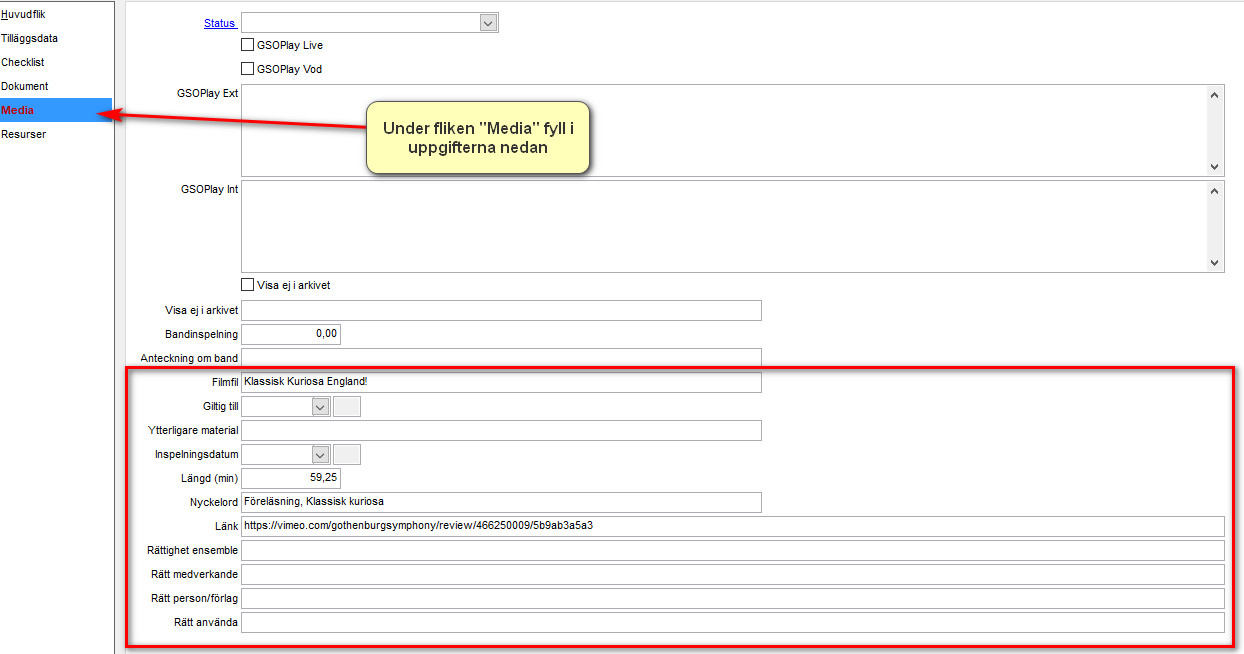 Huvudflik
Tilläggsdata
Checklist
Dokument
Media
Resurser
Status
GSOPlay Live
GSOPlay Vod
GSOPlay Ext
Under fliken "Media" fyll i
uppgifterna nedan
GSOPlay Int
Visa ej i arkivet
Visa ej i arkivet
Bandinspelning 0,00
Anteckning om band
Filmfil Klassisk Kuriosa England!
Giltig till
Ytterligare material
Inspelningsdatum
Längd (min) 59,25
Nyckelord Föreläsning, Klassisk kuriosa
Länk https://vimeo.com/gothenburgsymphony/review/466250009/5b9ab3a5a3
Rättighet ensemble
Rätt medverkande
Rätt person/förlag
Rätt använda